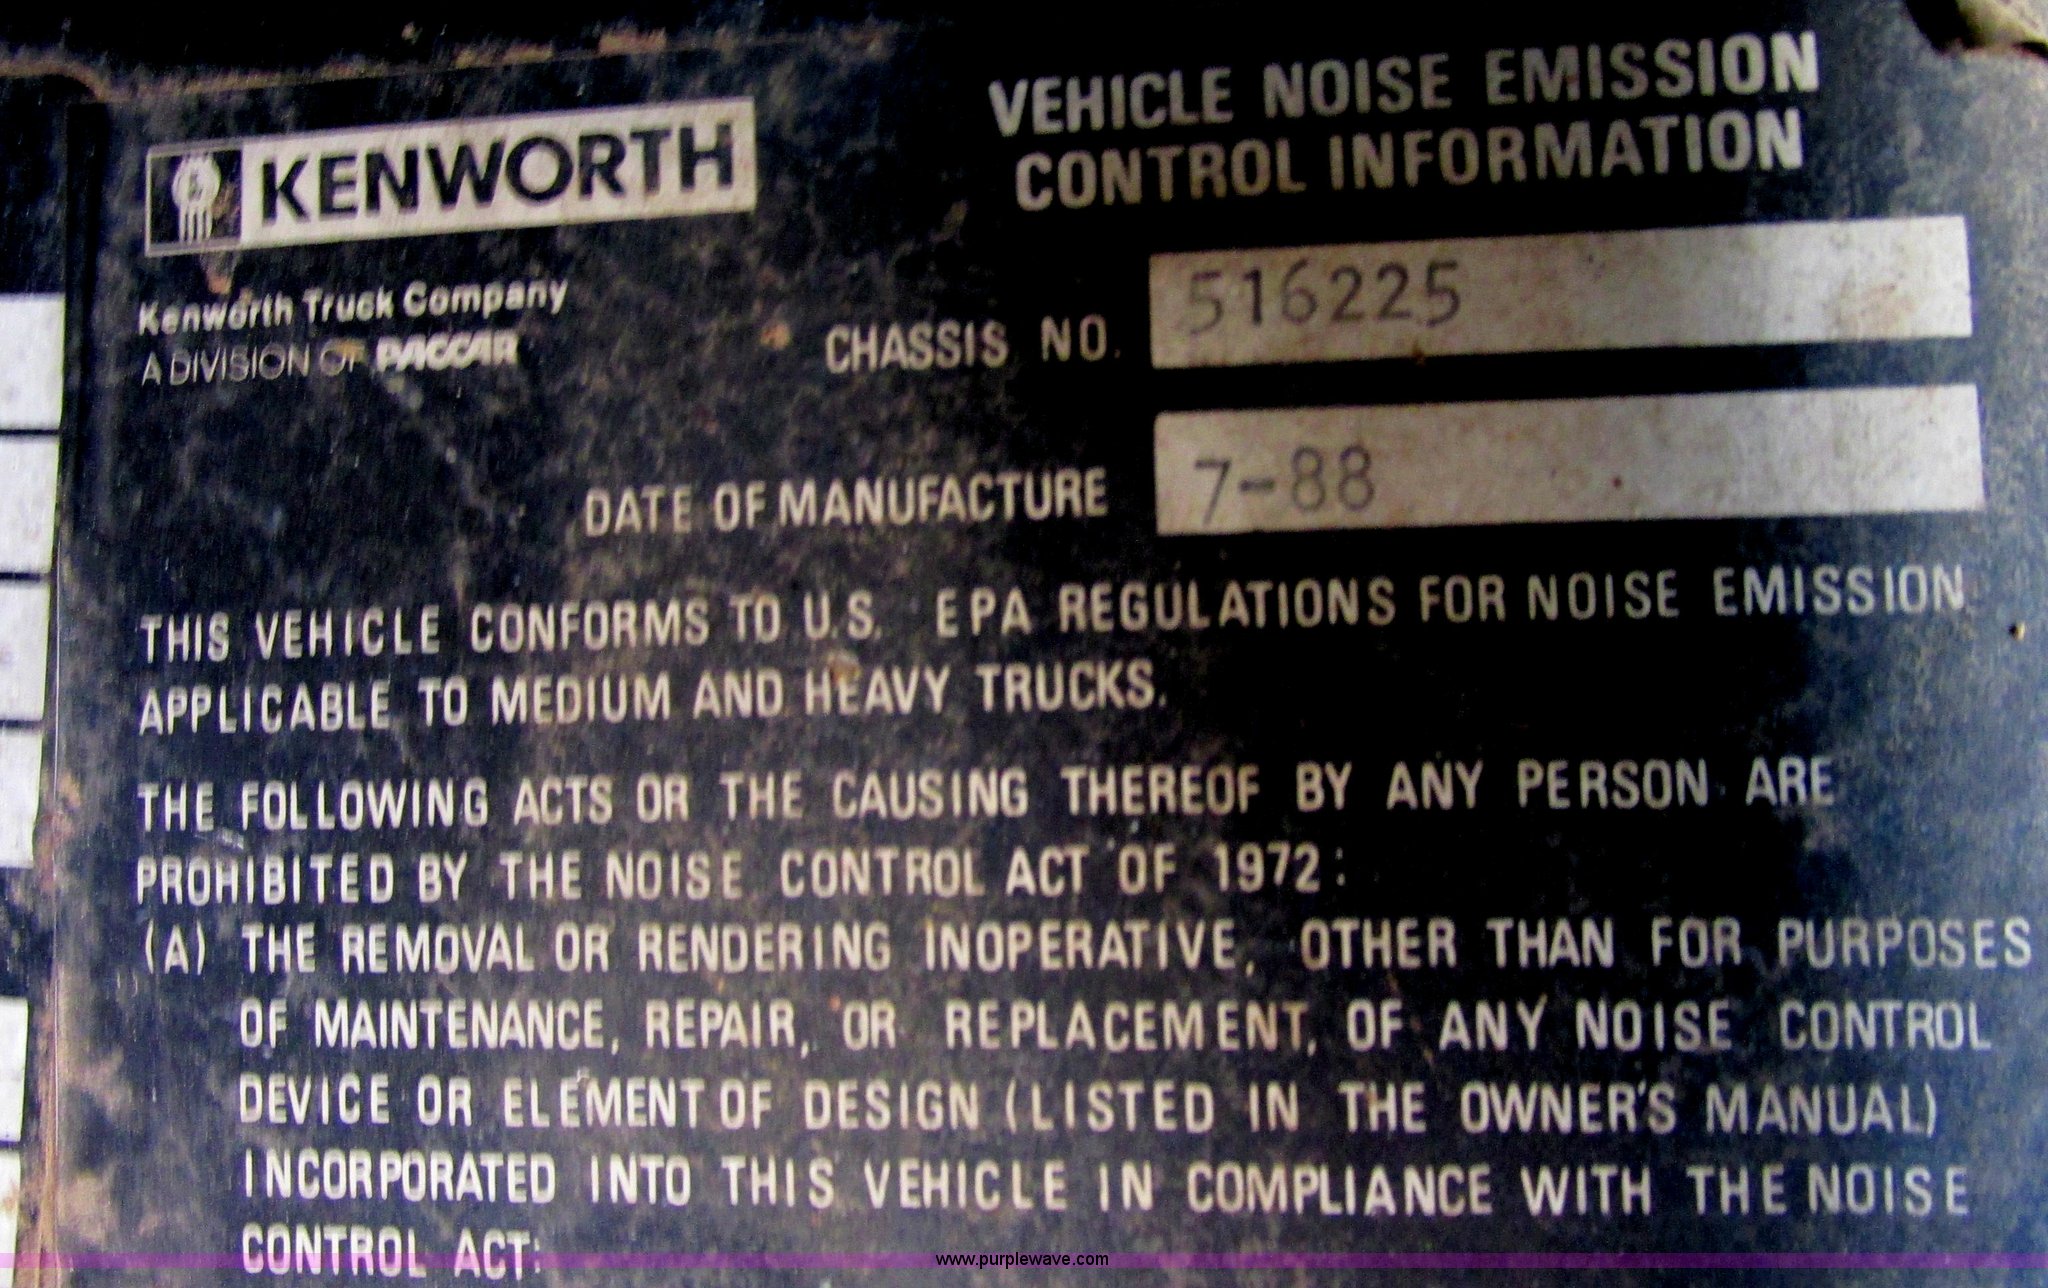 KENWORTH
Kenworth Truck Company
A DIVISION OF PACCAR
VEHICLE NOISE EMISSION
CONTROL INFORMATION
CHASSIS NO. 516225
DATE OF MANUFACTURE 7-88
THIS VEHICLE CONFORMS TO U.S. EPA REGULATIONS FOR NOISE EMISSION
APPLICABLE TO MEDIUM AND HEAVY TRUCKS.
THE FOLLOWING ACTS OR THE CAUSING THEREOF BY ANY PERSON ARE
PROHIBITED BY THE NOISE CONTROL ACT OF 1972:
(A) THE REMOVAL OR RENDERING INOPERATIVE, OTHER THAN FOR PURPOSES
OF MAINTENANCE, REPAIR, OR REPLACEMENT, OF ANY NOISE CONTROL
DEVICE OR ELEMENT OF DESIGN (LISTED IN THE OWNER'S MANUAL)
INCORPORATED INTO THIS VEHICLE IN COMPLIANCE WITH THE NOISE
CONTROL ACT:
www.purplewave.com